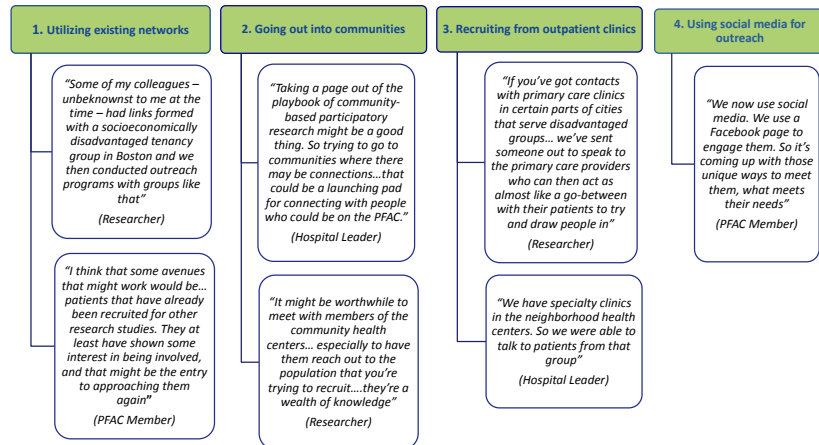 1. Utilizing existing networks
“Some of my colleagues –
unbeknownst to me at the
time – had links formed
with a socioeconomically
disadvantaged tenancy
group in Boston and we
then conducted outreach
programs with groups like
that”
(Researcher)
“I think that some avenues
that might work would be…
patients that have already
been recruited for other
research studies. They at
least have shown some
interest in being involved,
and that might be the entry
to approaching them
again”
(PFAC Member)
2. Going out into communities
“Taking a page out of the
playbook of community-
based participatory
research might be a good
thing. So trying to go to
communities where there
may be connections…that
could be a launching pad
for connecting with people
who could be on the PFAC.”
(Hospital Leader)
“It might be worthwhile to
meet with members of the
community health
centers… especially to have
them reach out to the
population that you’re
trying to recruit….they’re a
wealth of knowledge”
(Researcher)
3. Recruiting from outpatient clinics
“If you’ve got contacts
with primary care clinics
in certain parts of cities
that serve disadvantaged
groups… we’ve sent
someone out to speak to
the primary care providers
who can then act as
almost like a go-between
with their patients to try
and draw people in”
(Researcher)
“We have specialty clinics
in the neighborhood health
centers. So we were able to
talk to patients from that
group”
(Hospital Leader)
4. Using social media for
outreach
“We now use social
media. We use a
Facebook page to
engage them. So it’s
coming up with those
unique ways to meet
them, what meets
their needs”
(PFAC Member)